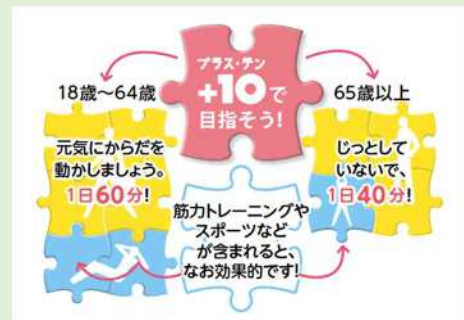 プラス・テン
+10で
目指そう!
18歳～64歳
元気にからだを
動かしましょう。
1日60分!
65歳以上
じっとして
いないで、
1日40分!
筋力トレーニングや
スポーツなど
が含まれると、
なお効果的です!